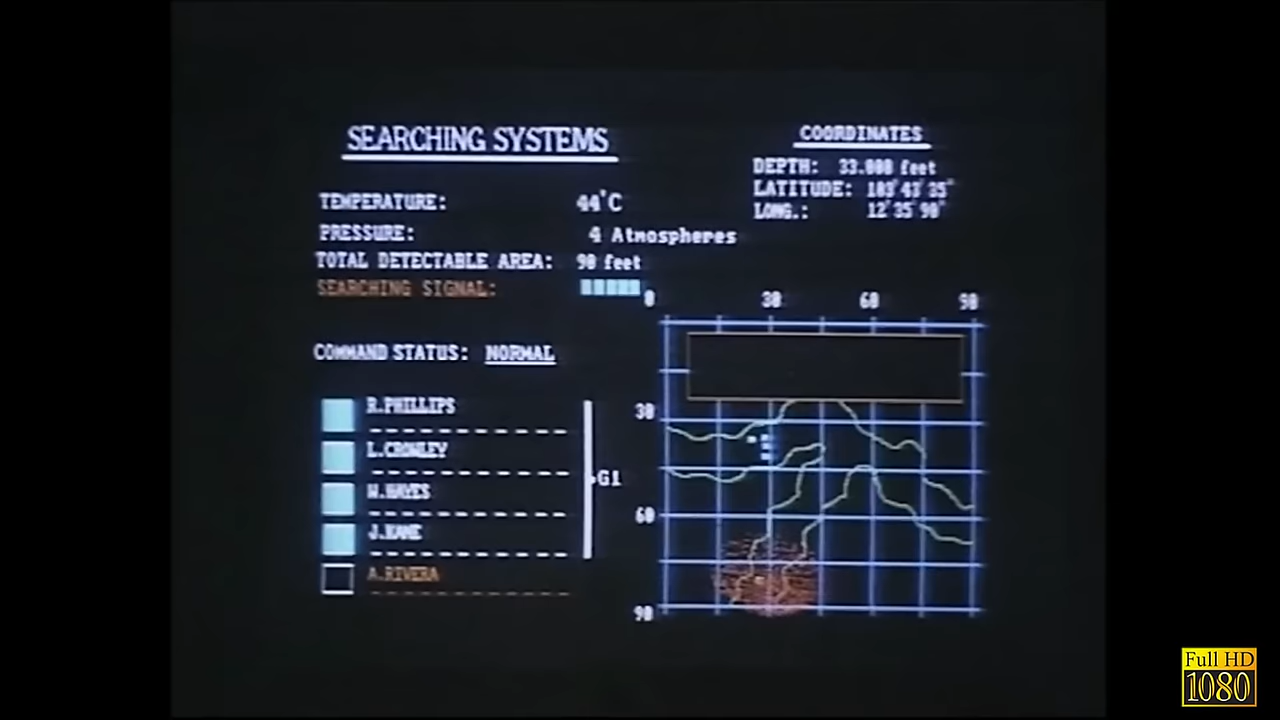 SEARCHING SYSTEMS
TEMPERATURE: 44°C
PRESSURE: 4 Atmospheres
TOTAL DETECTABLE AREA: 90 feet
SEARCHING SIGNAL:
COORDINATES
DEPTH: 33.000 feet
LATITUDE: 103°43'35"
LONG.: 12°35'90"
COMMAND STATUS: NORMAL
R.PHILLIPS
L.CROWLEY
W.HAYES
J.KANE
A.RIVERA
G1
0 30 60 90
30
60
90
Full HD
1080